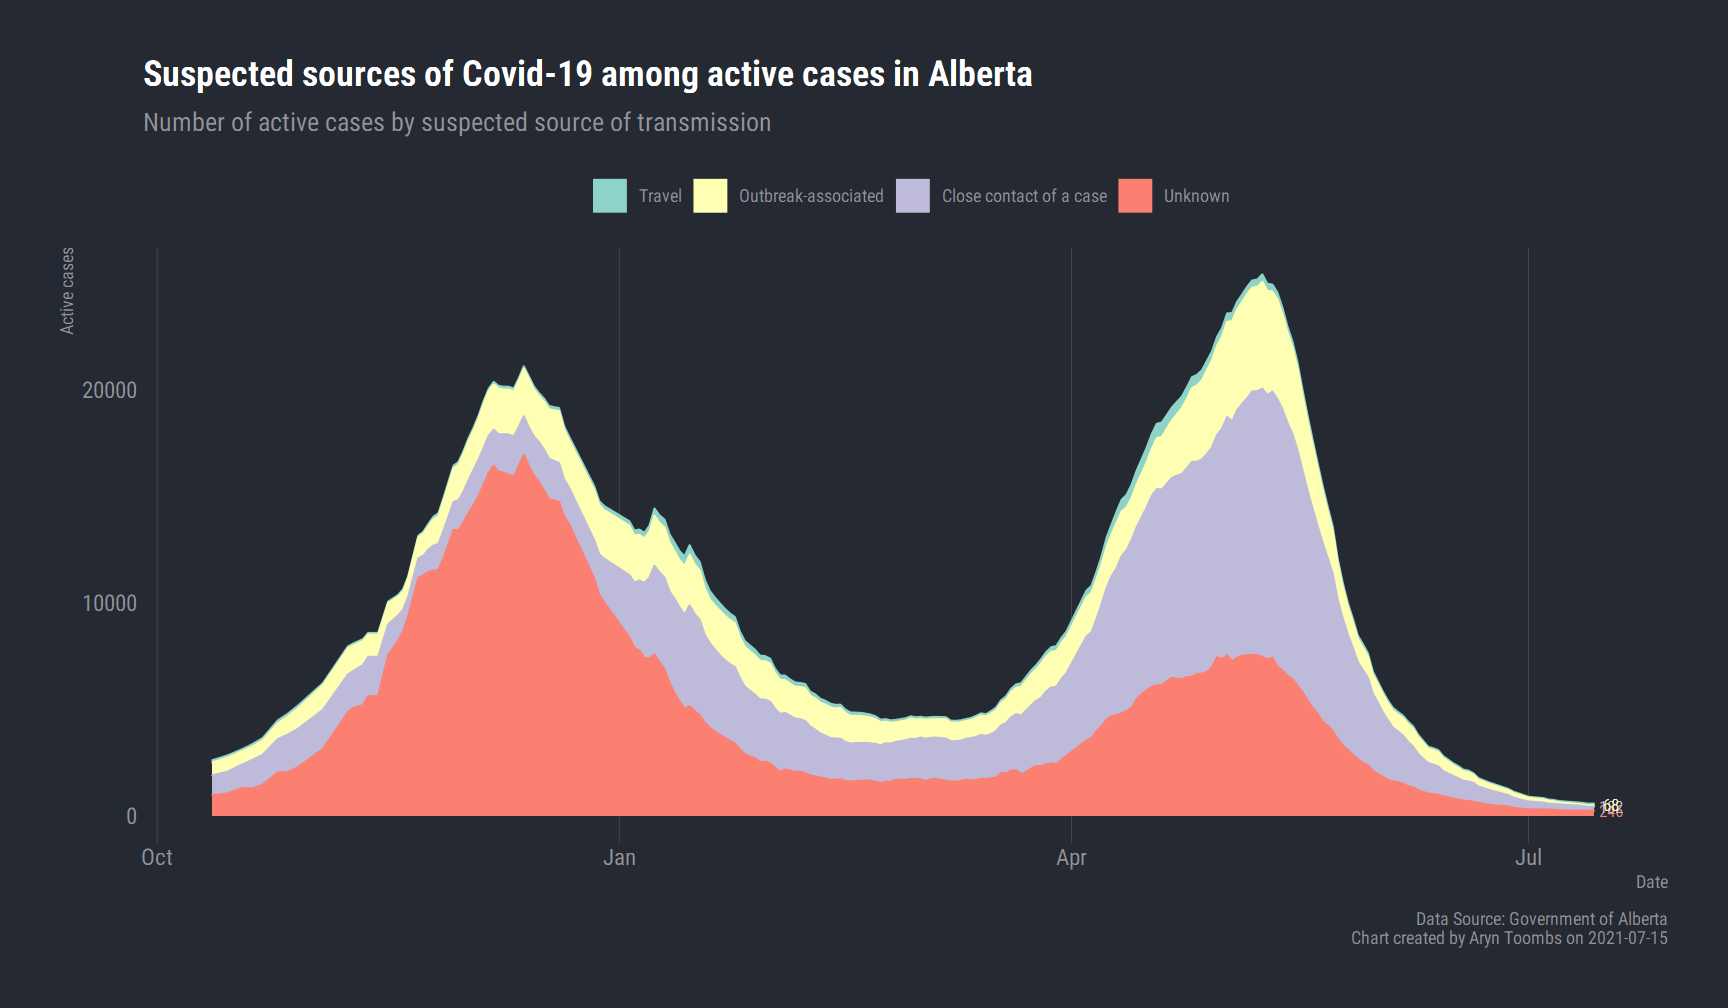 Suspected sources of Covid-19 among active cases in Alberta
Number of active cases by suspected source of transmission
Travel
Outbreak-associated
Close contact of a case
Unknown
Active cases
20000
10000
0
68
Oct
Jan
Apr
Jul
Date
Data Source: Government of Alberta
Chart created by Aryn Toombs on 2021-07-15